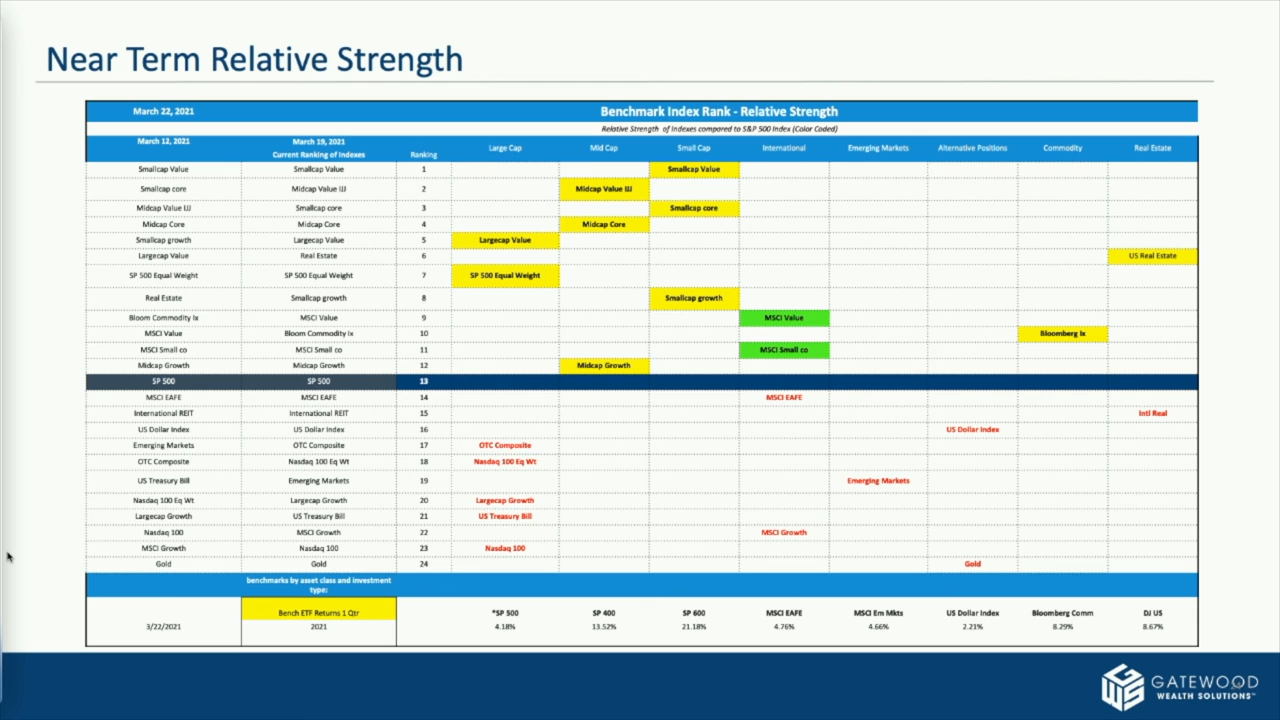 Near Term Relative Strength
March 22, 2021 Benchmark Index Rank - Relative Strength
Relative Strength of Indexes compared to S&P 500 Index (Color Coded)
March 12, 2021 March 19, 2021 Large Cap Mid Cap Small Cap International Emerging Markets Alternative Positions Commodity Real Estate
Current Ranking of Indexes Ranking
Smallcap Value Smallcap Value 1 Smallcap Value
Smallcap core Midcap Value IJJ 2 Midcap Value IJJ
Midcap Value IJJ Smallcap core 3 Smallcap core
Midcap Core Midcap Core 4 Midcap Core
Smallcap growth Largecap Value 5 Largecap Value
Largecap Value Real Estate 6 US Real Estate
SP 500 Equal Weight SP 500 Equal Weight 7 SP 500 Equal Weight
Real Estate Smallcap growth 8 Smallcap growth
Bloom Commodity Ix MSCI Value 9 MSCI Value
MSCI Value Bloom Commodity Ix 10 Bloomberg Ix
MSCI Small co MSCI Small co 11 MSCI Small co
Midcap Growth Midcap Growth 12 Midcap Growth
SP 500 SP 500 13
MSCI EAFE MSCI EAFE 14 MSCI EAFE
International REIT International REIT 15 Intl Real
US Dollar Index US Dollar Index 16 US Dollar Index
Emerging Markets OTC Composite 17 OTC Composite
OTC Composite Nasdaq 100 Eq Wt 18 Nasdaq 100 Eq Wt
US Treasury Bill Emerging Markets 19 Emerging Markets
Nasdaq 100 Eq Wt Largecap Growth 20 Largecap Growth
Largecap Growth US Treasury Bill 21 US Treasury Bill
Nasdaq 100 MSCI Growth 22 MSCI Growth
MSCI Growth Nasdaq 100 23 Nasdaq 100
Gold Gold 24 Gold
benchmarks by asset class and investment
type:
Bench ETF Returns 1 Qtr *SP 500 SP 400 SP 600 MSCI EAFE MSCI Em Mkts US Dollar Index Bloomberg Comm DJ US
3/22/2021 2021 4.18% 13.52% 21.18% 4.76% 4.66% 2.21% 8.29% 8.67%
GATEWOOD
WEALTH SOLUTIONS™